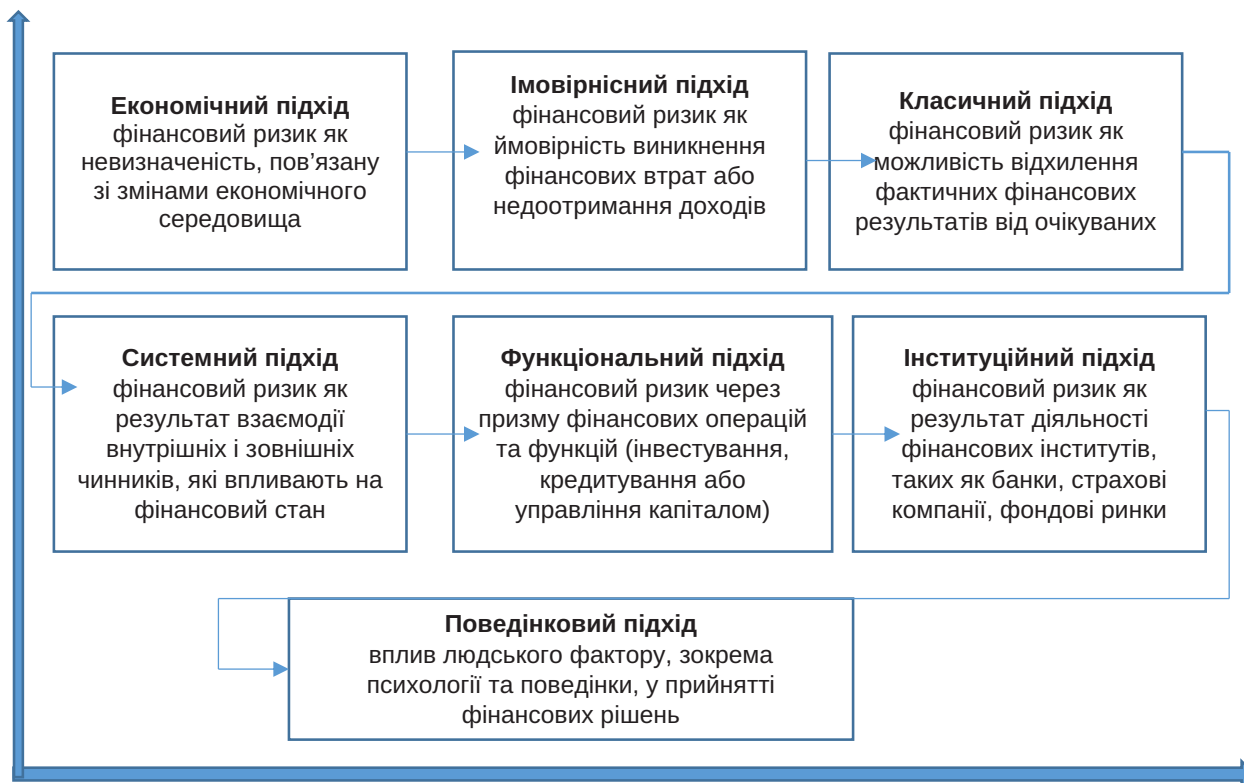 Економічний підхід
фінансовий ризик як
невизначеність, пов’язану
зі змінами економічного
середовища
Імовірнісний підхід
фінансовий ризик як
ймовірність виникнення
фінансових втрат або
недоотримання доходів
Класичний підхід
фінансовий ризик як
можливість відхилення
фактичних фінансових
результатів від очікуваних
Системний підхід
фінансовий ризик як
результат взаємодії
внутрішніх і зовнішніх
чинників, які впливають на
фінансовий стан
Функціональний підхід
фінансовий ризик через
призму фінансових операцій
та функцій (інвестування,
кредитування або
управління капіталом)
Інституційний підхід
фінансовий ризик як
результат діяльності
фінансових інститутів,
таких як банки, страхові
компанії, фондові ринки
Поведінковий підхід
вплив людського фактору, зокрема
психології та поведінки, у прийнятті
фінансових рішень